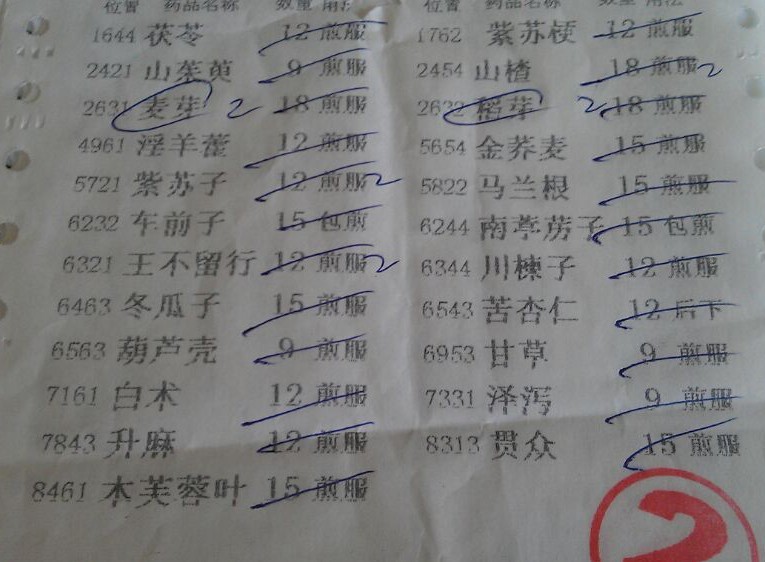 位置 药品名称 数量 用法 位置 药品名称 数量 用法
1644 茯苓 12 煎服 1762 紫苏梗 12 煎服
2421 山茱萸 9 煎服 2454 山楂 18 煎服 2
2631 麦芽 2 18 煎服 2632 稻芽 2 18 煎服
4961 淫羊藿 12 煎服 5654 金荞麦 15 煎服
5721 紫苏子 12 煎服 2 5822 马兰根 15 煎服
6232 车前子 15 包煎 6244 南葶苈子 15 包煎
6321 王不留行 12 煎服 2 6344 川楝子 12 煎服
6463 冬瓜子 15 煎服 6543 苦杏仁 12 后下
6563 葫芦壳 9 煎服 6953 甘草 9 煎服
7161 白术 12 煎服 7331 泽泻 9 煎服
7843 升麻 12 煎服 8313 贯众 15 煎服
8461 木芙蓉叶 15 煎服
2